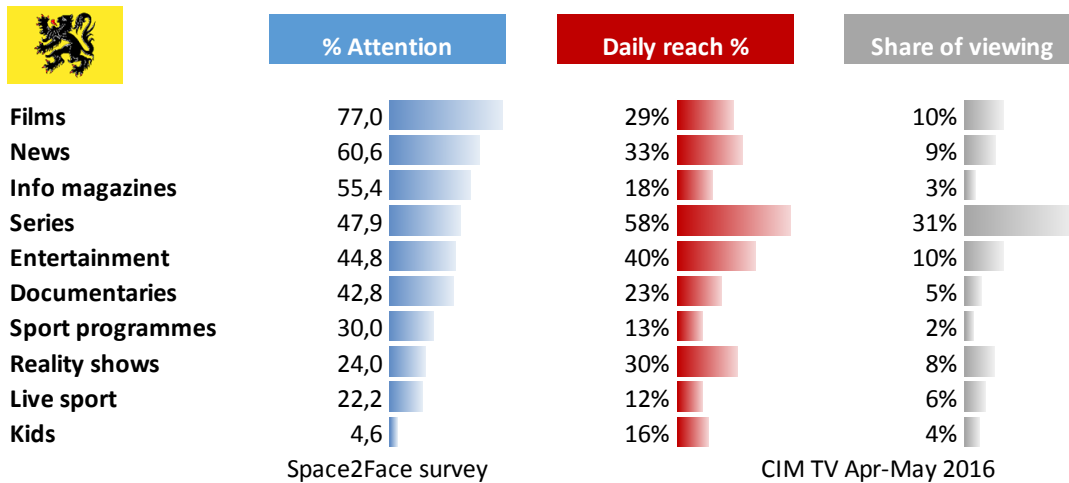 % Attention Daily reach % Share of viewing
Films 77,0 29% 10%
News 60,6 33% 9%
Info magazines 55,4 18% 3%
Series 47,9 58% 31%
Entertainment 44,8 40% 10%
Documentaries 42,8 23% 5%
Sport programmes 30,0 13% 2%
Reality shows 24,0 30% 8%
Live sport 22,2 12% 6%
Kids 4,6 16% 4%
Space2Face survey CIM TV Apr-May 2016